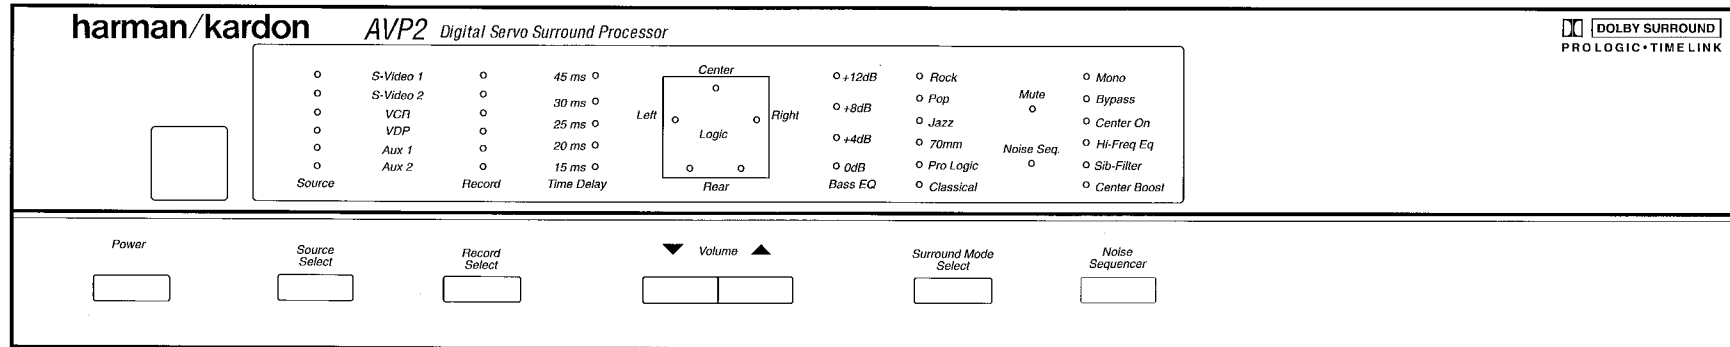 harman/kardon AVP2 Digital Servo Surround Processor
DOLBY SURROUND
PROLOGIC•TIMELINK
S-Video 1
S-Video 2
VCR
VDP
Aux 1
Aux 2
Source
Record
45 ms
30 ms
25 ms
20 ms
15 ms
Time Delay
Center
Left
Right
Logic
Rear
+12dB
+8dB
+4dB
0dB
Bass EQ
Rock
Pop
Jazz
70mm
Pro Logic
Classical
Mute
Noise Seq.
Mono
Bypass
Center On
Hi-Freq Eq
Sib-Filter
Center Boost
Power
Source
Select
Record
Select
Volume
Surround Mode
Select
Noise
Sequencer